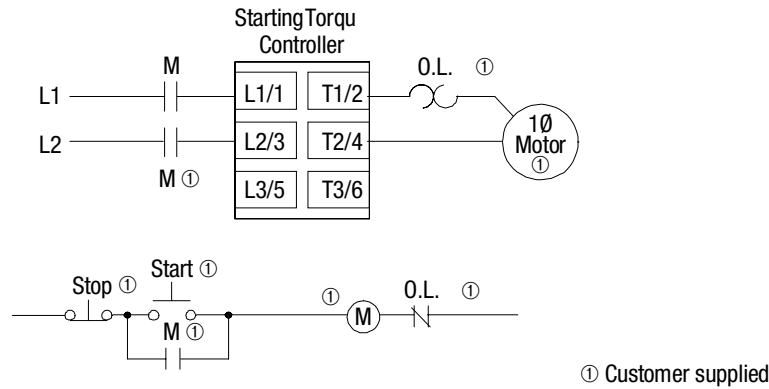 Starting Torqu
Controller
M
O.L. ①
L1
L1/1 T1/2
1Ø
Motor
①
L2
L2/3 T2/4
M ①
L3/5 T3/6
Start ①
Stop ①
M ①
① M
O.L. ①
① Customer supplied